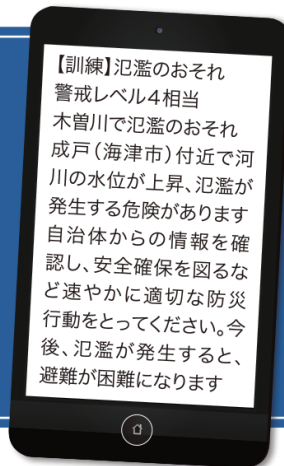 【訓練】氾濫のおそれ
警戒レベル4相当
木曽川で氾濫のおそれ
成戸(海津市)付近で河
川の水位が上昇、氾濫が
発生する危険があります
自治体からの情報を確
認し、安全確保を図るな
ど速やかに適切な防災
行動をとってください。今
後、氾濫が発生すると、
避難が困難になります